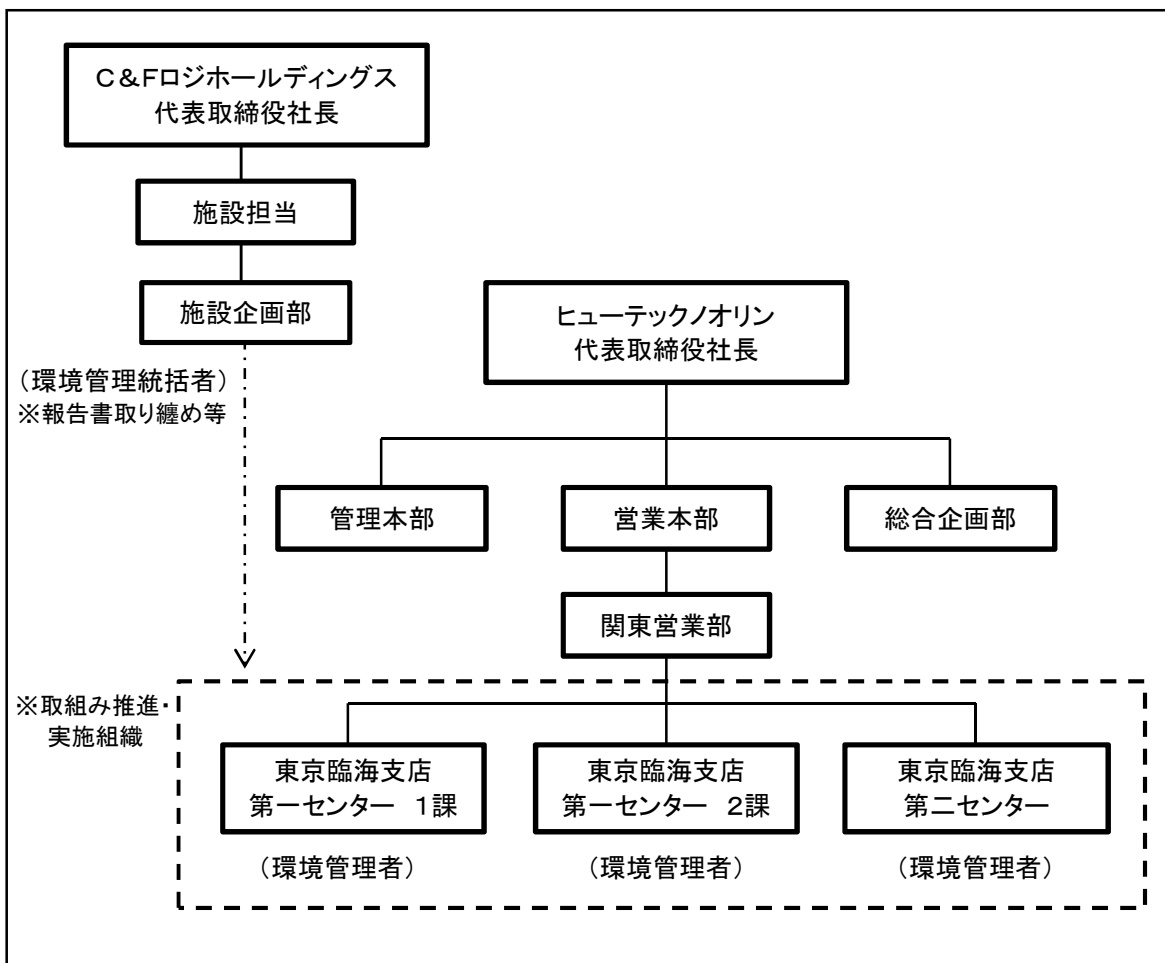 C&Fロジホールディングス
代表取締役社長
施設担当
施設企画部
(環境管理統括者)
※報告書取り纏め等
ヒューテックノオリン
代表取締役社長
管理本部
営業本部
総合企画部
関東営業部
※取組み推進・
実施組織
東京臨海支店
第一センター 1課
(環境管理者)
東京臨海支店
第一センター 2課
(環境管理者)
東京臨海支店
第二センター
(環境管理者)